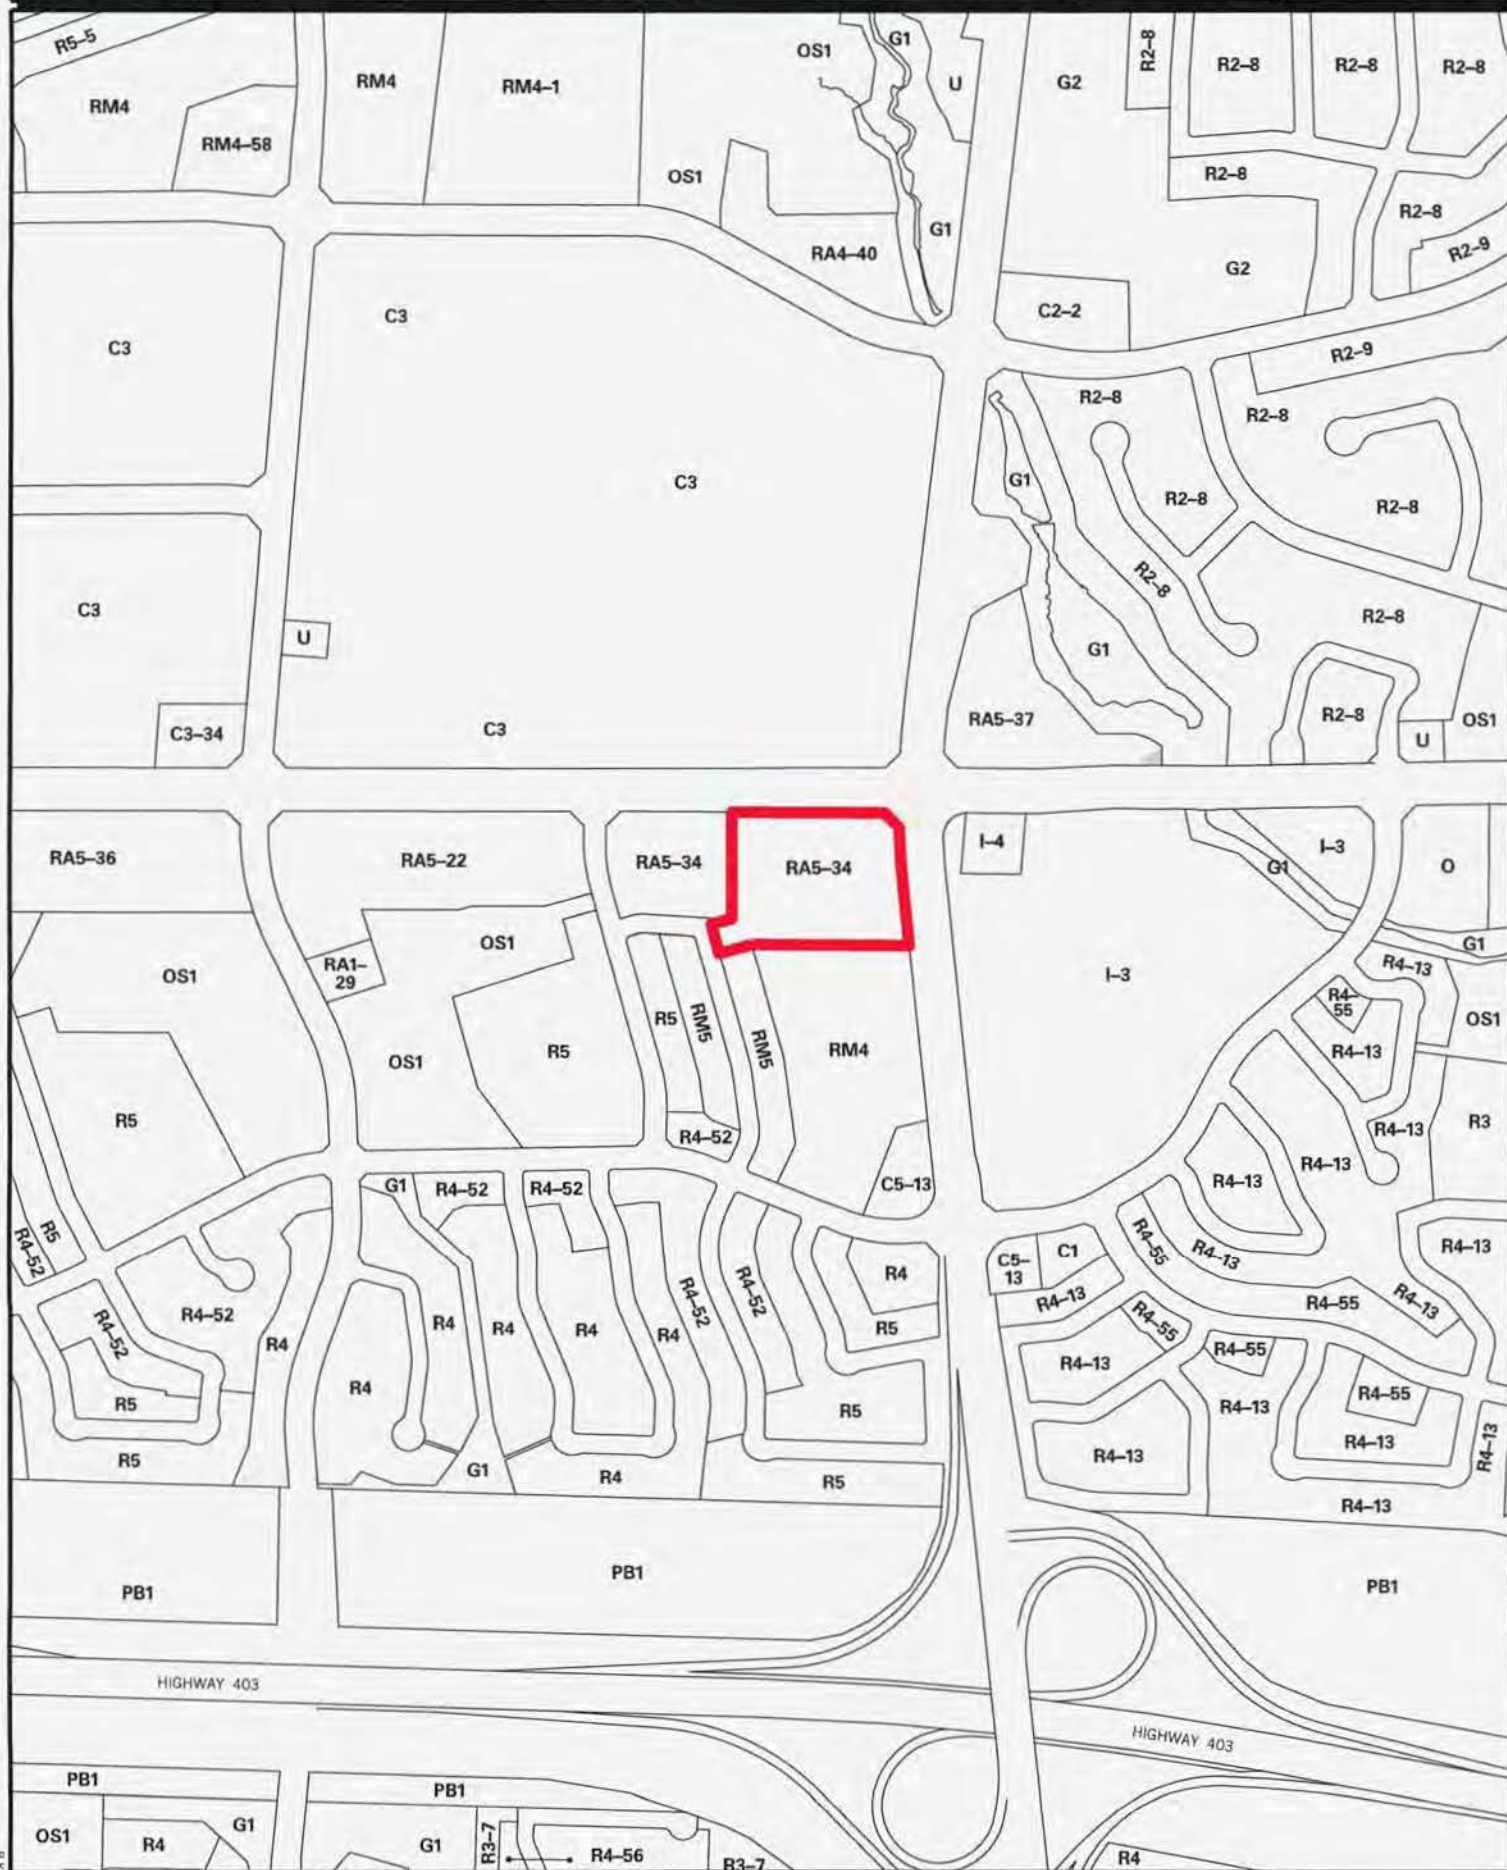 R5–5
RM4
RM4–58
RM4
RM4–1
OS1
G1
U
G2
R2–8
R2–8
R2–8
R2–8
OS1
R2–8
R2–8
RA4–40
G1
G2
R2–9
C3
C3
C2–2
R2–9
R2–8
R2–8
C3
G1
R2–8
R2–8
R2–8
C3
U
G1
R2–8
C3–34
C3
RA5–37
R2–8
U
OS1
RA5–36
RA5–22
RA5–34
RA5–34
I–4
G1
I–3
O
OS1
RA1–
29
OS1
I–3
R4–13
G1
R4–
55
OS1
R5
OS1
R5
R5
RM5
RM5
RM4
R4–13
R4–52
R4–13
R3
R4–13
R4–13
C5–13
G1
R4–52
R4–52
R5
R4–52
R4–52
R4–52
R5
R5
R4
R4
R4
R4
R4
R4
R4–52
R4–52
R4
R5
R5
C5–
13
C1
R4–13
R4–55
R4–13
R4–13
R4–55
R4–13
R4–55
R4–55
R4–13
R4–13
R4–55
R4–13
R4–13
R4–13
R4–13
G1
R4
R5
PB1
PB1
PB1
HIGHWAY 403
HIGHWAY 403
PB1
PB1
OS1
R4
G1
G1
R3–7
R4–56
R3–7
R4